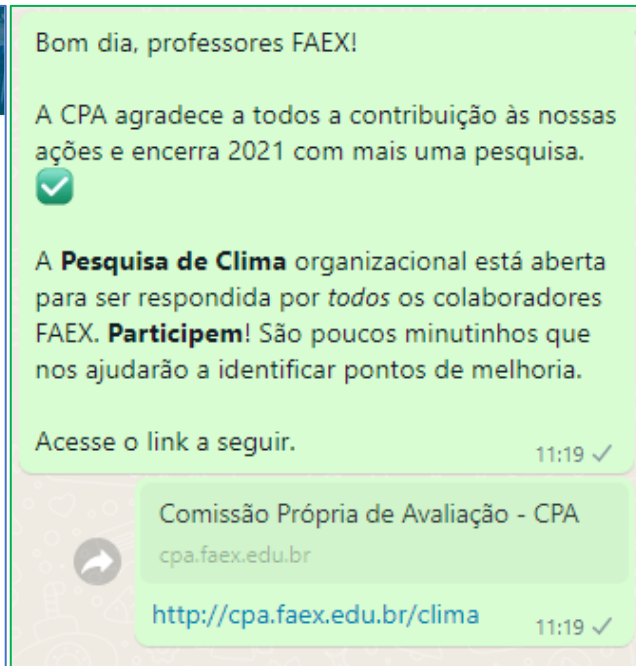 Bom dia, professores FAEX!
A CPA agradece a todos a contribuição às nossas
ações e encerra 2021 com mais uma pesquisa.
✅
A Pesquisa de Clima organizacional está aberta
para ser respondida por todos os colaboradores
FAEX. Participem! São poucos minutinhos que
nos ajudarão a identificar pontos de melhoria.
Acesse o link a seguir.
11:19
Comissão Própria de Avaliação - CPA
cpa.faex.edu.br
http://cpa.faex.edu.br/clima
11:19